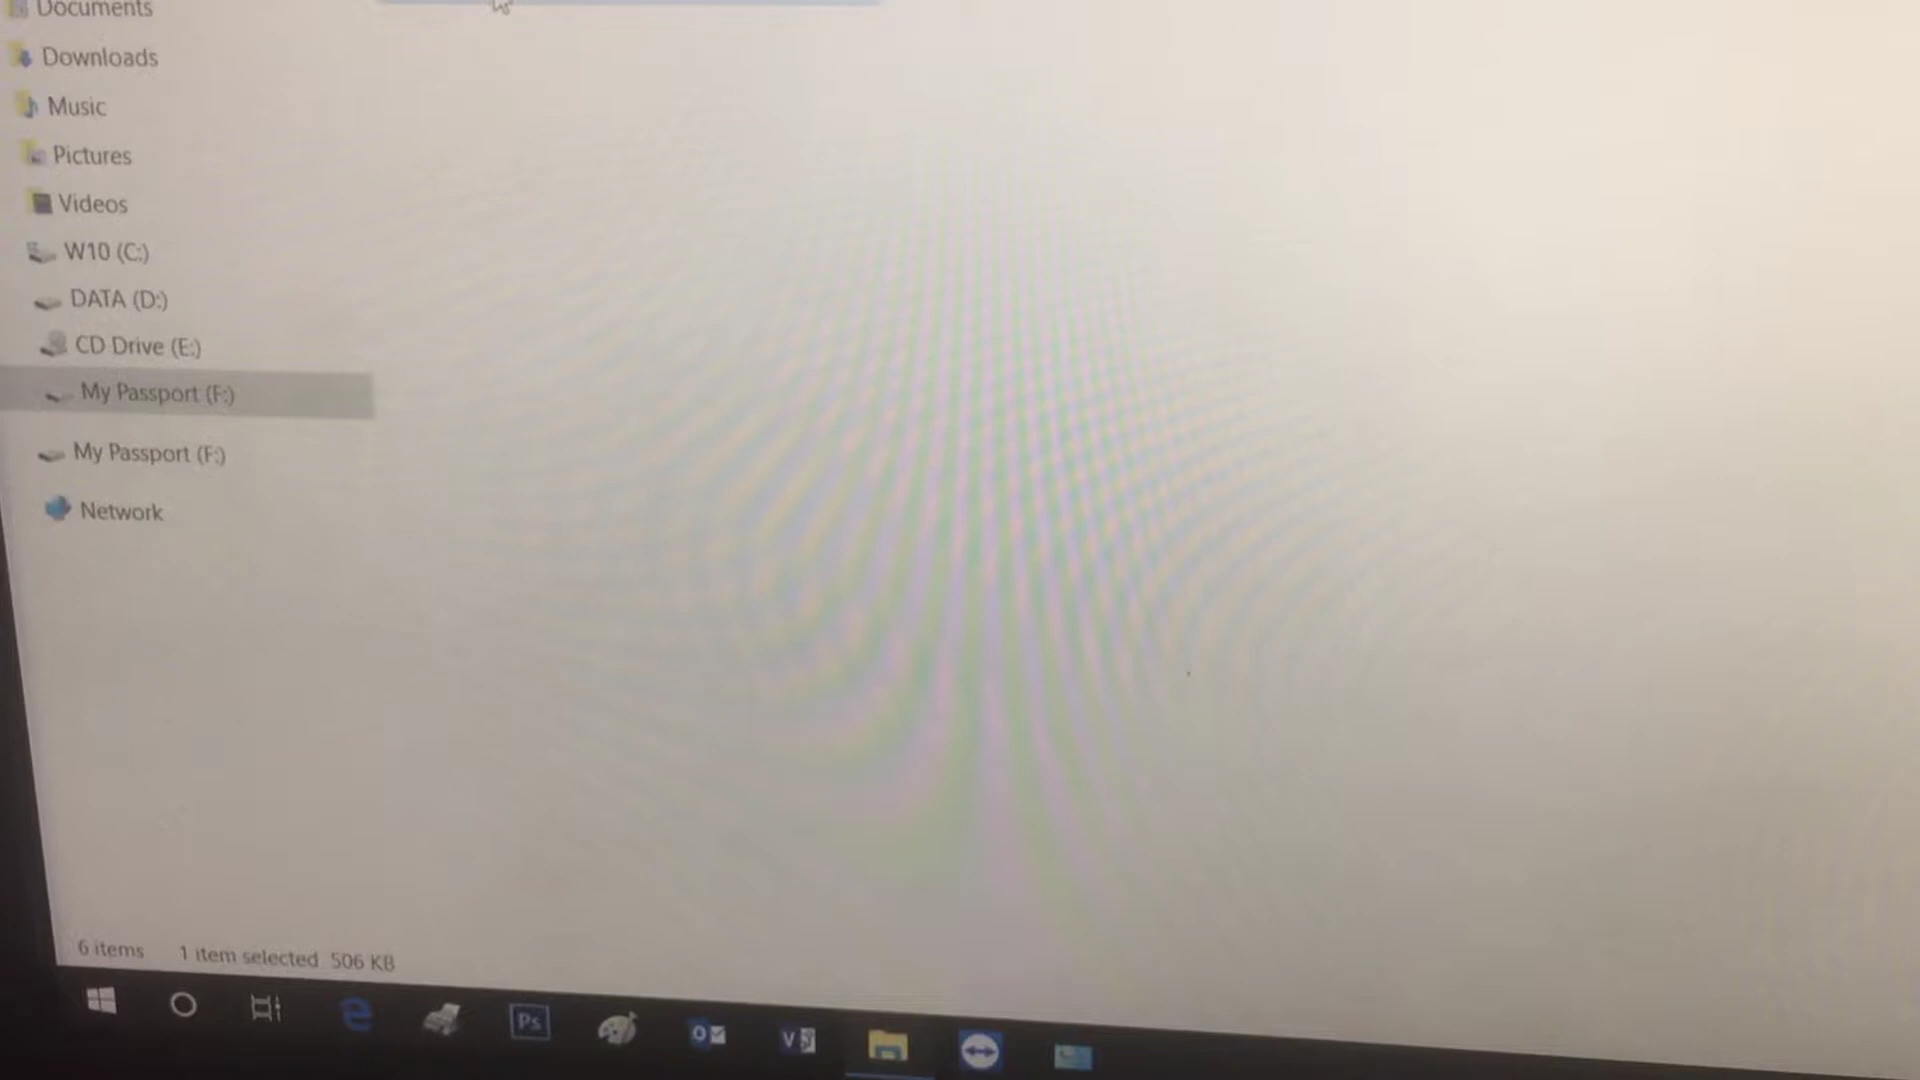 Documents
Downloads
Music
Pictures
Videos
W10 (C:)
DATA (D:)
CD Drive (E:)
My Passport (F:)
My Passport (F:)
Network
6 items 1 item selected 506 KB
Ps